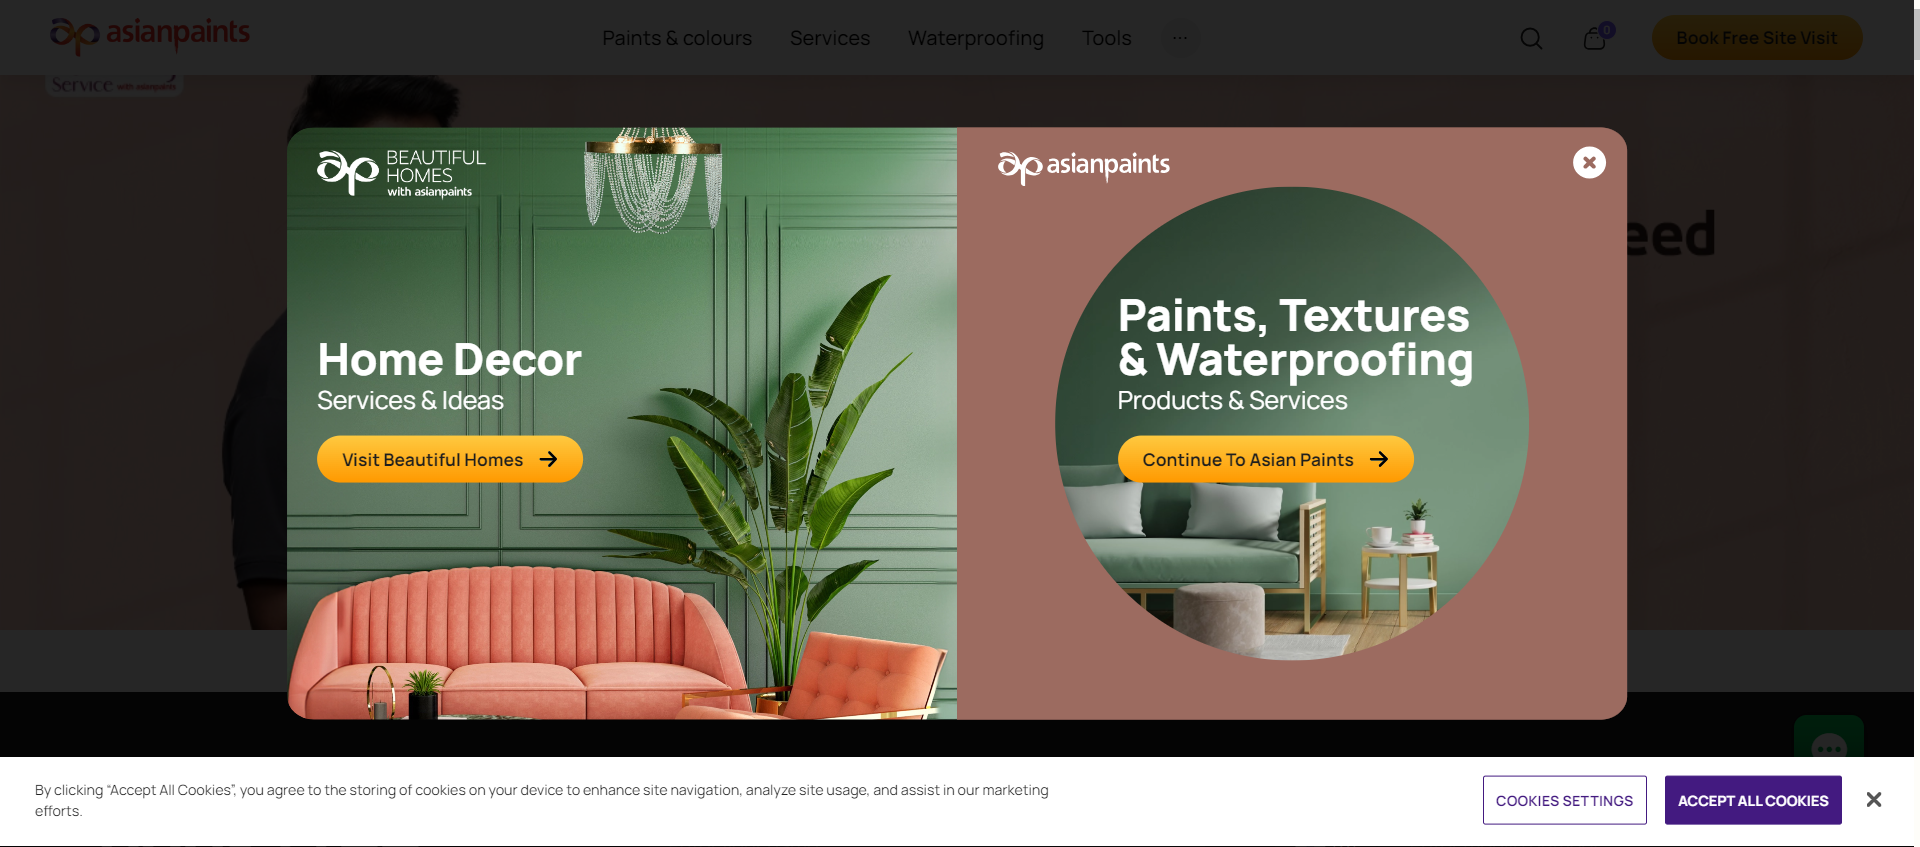 asianpaints
Paints & colours
Services
Waterproofing
Tools
...
0
Book Free Site Visit
Service with asianpaints
BEAUTIFUL
HOMES
with asianpaints
Home Decor
Services & Ideas
Visit Beautiful Homes
asianpaints
Paints, Textures
& Waterproofing
Products & Services
Continue To Asian Paints
By clicking “Accept All Cookies”, you agree to the storing of cookies on your device to enhance site navigation, analyze site usage, and assist in our marketing
efforts.
COOKIES SETTINGS
ACCEPT ALL COOKIES